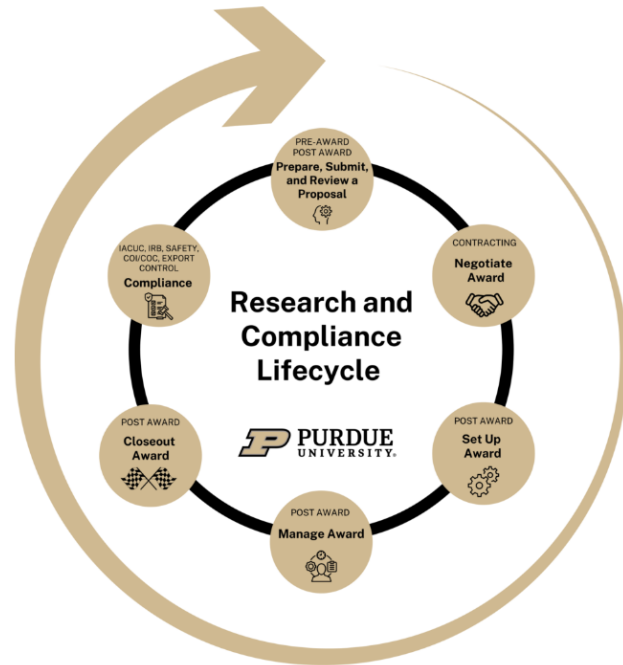 PRE-AWARD
POST AWARD
Prepare, Submit,
and Review a
Proposal
CONTRACTING
Negotiate
Award
POST AWARD
Set Up
Award
POST AWARD
Manage Award
POST AWARD
Closeout
Award
IACUC, IRB, SAFETY,
COI/COC, EXPORT
CONTROL
Compliance
Research and
Compliance
Lifecycle
P PURDUE
UNIVERSITY®